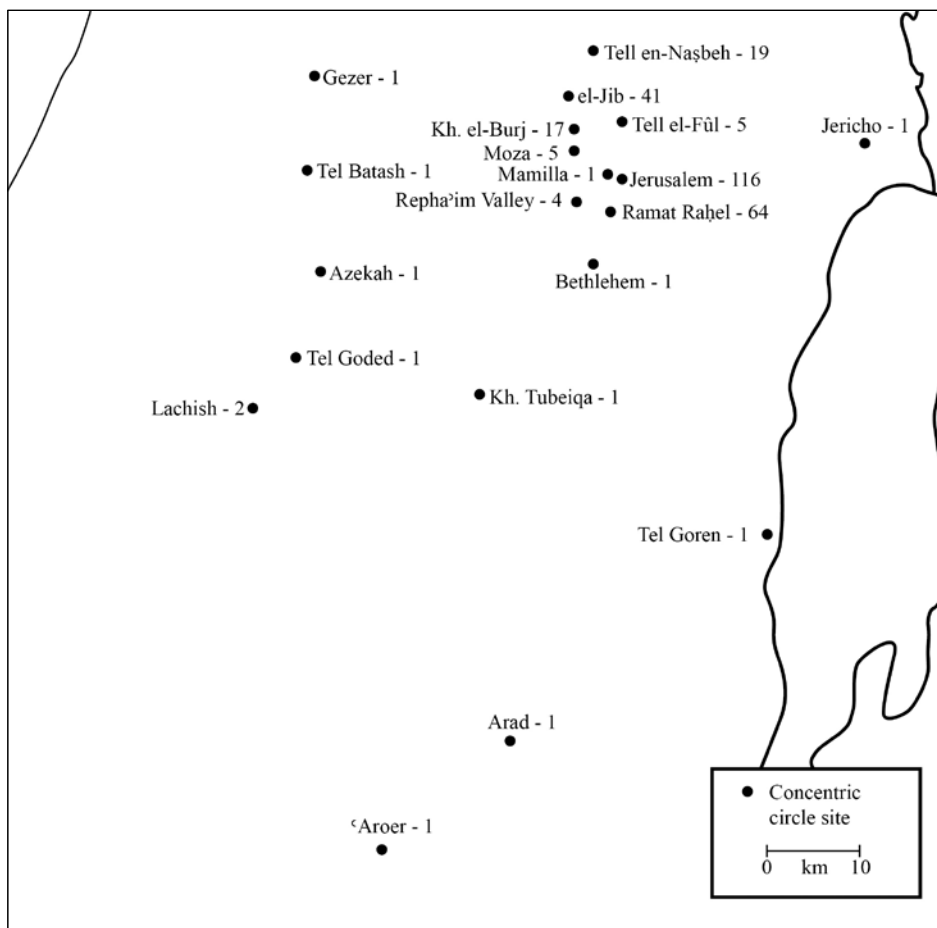 Tell en-Naṣbeh - 19
Gezer - 1
el-Jib - 41
Tell el-Fûl - 5
Kh. el-Burj - 17
Jericho - 1
Moza - 5
Tel Batash - 1
Mamilla - 1
Jerusalem - 116
Rephaʾim Valley - 4
Ramat Raḥel - 64
Azekah - 1
Bethlehem - 1
Tel Goded - 1
Kh. Tubeiqa - 1
Lachish - 2
Tel Goren - 1
Arad - 1
ʿAroer - 1
Concentric
circle site
0 km 10